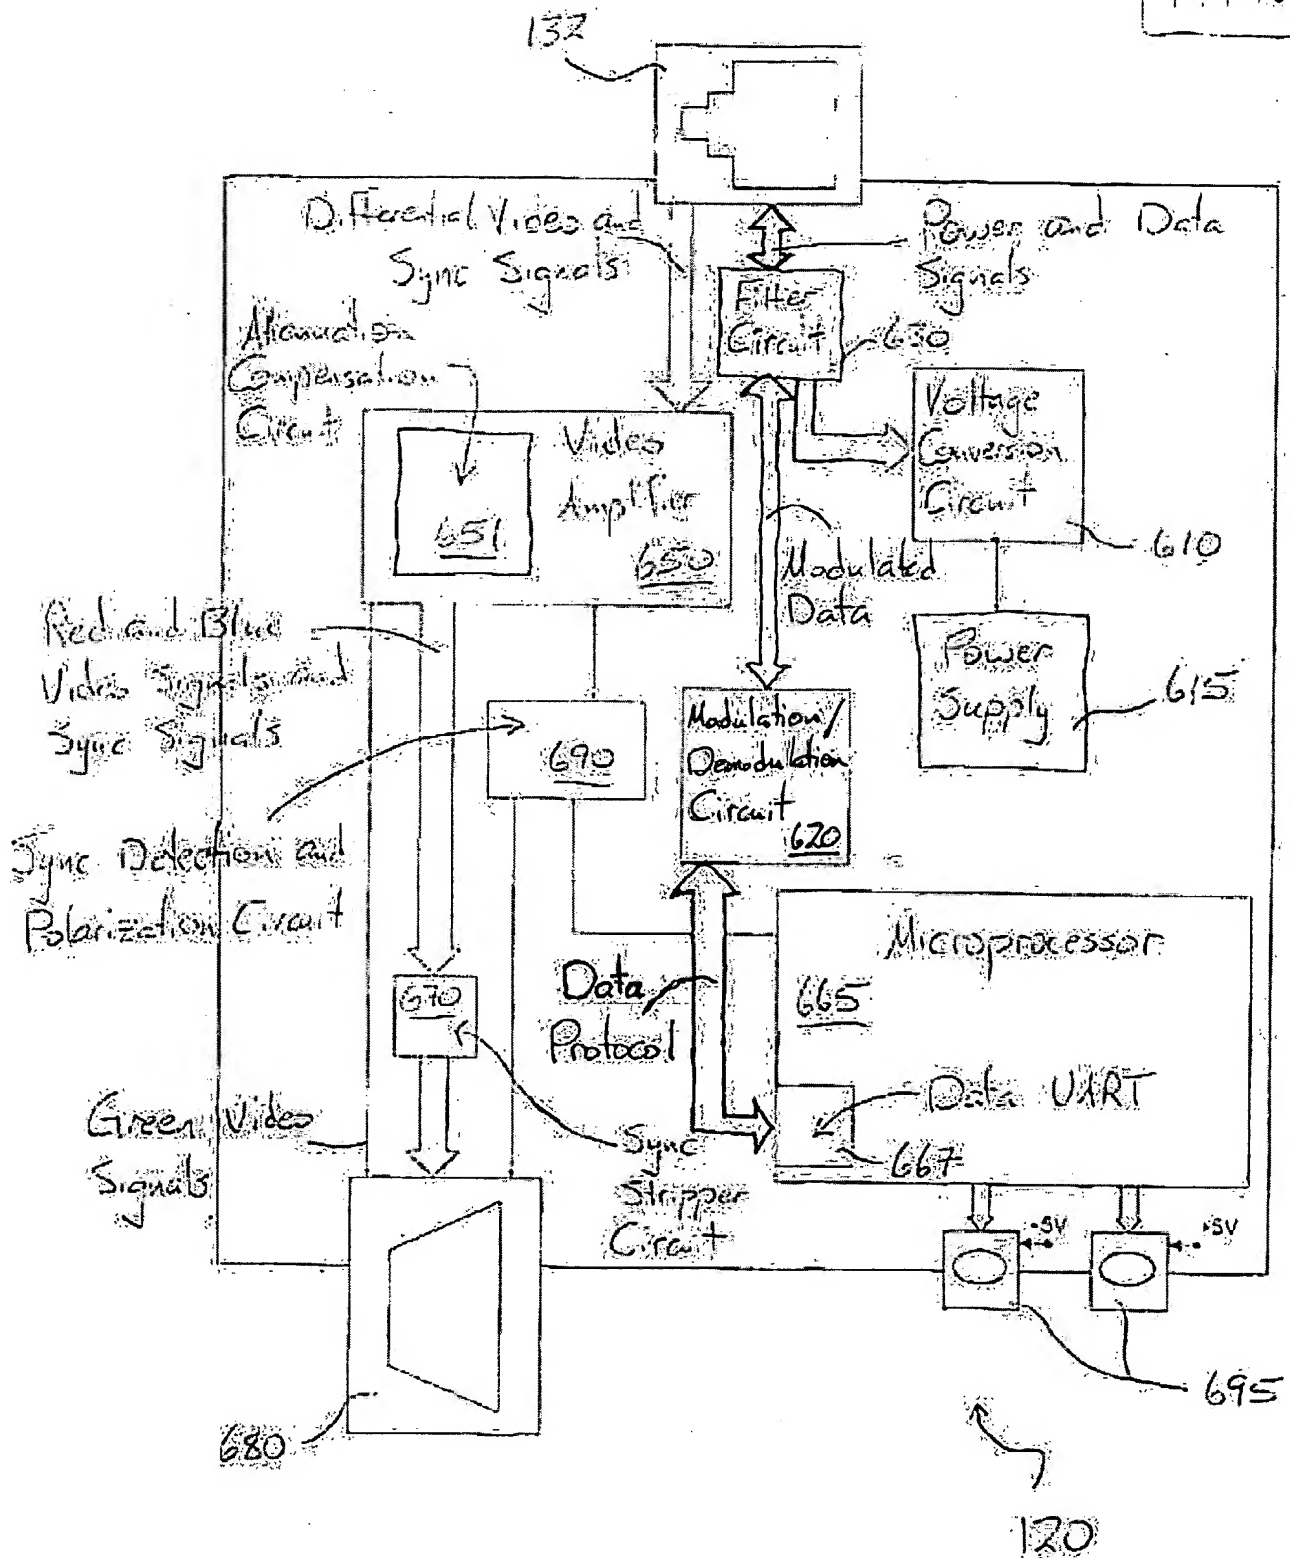 132
Differential Video and
Sync Signals
Power and Data
Signals
Filter
Circuit
630
Attenuation
Compensation
Circuit
Voltage
Conversion
Circuit
610
Video
Amplifier
651
650
Modulated
Data
Red and Blue
Video Signals and
Sync Signals
Power
Supply
615
690
Modulation/
Demodulation
Circuit
620
Sync Detection and
Polarization Circuit
Microprocessor
665
670
Data
Protocol
Data UART
667
Green Video
Signals
Sync
Stripper
Circuit
5V
5V
680
695
120